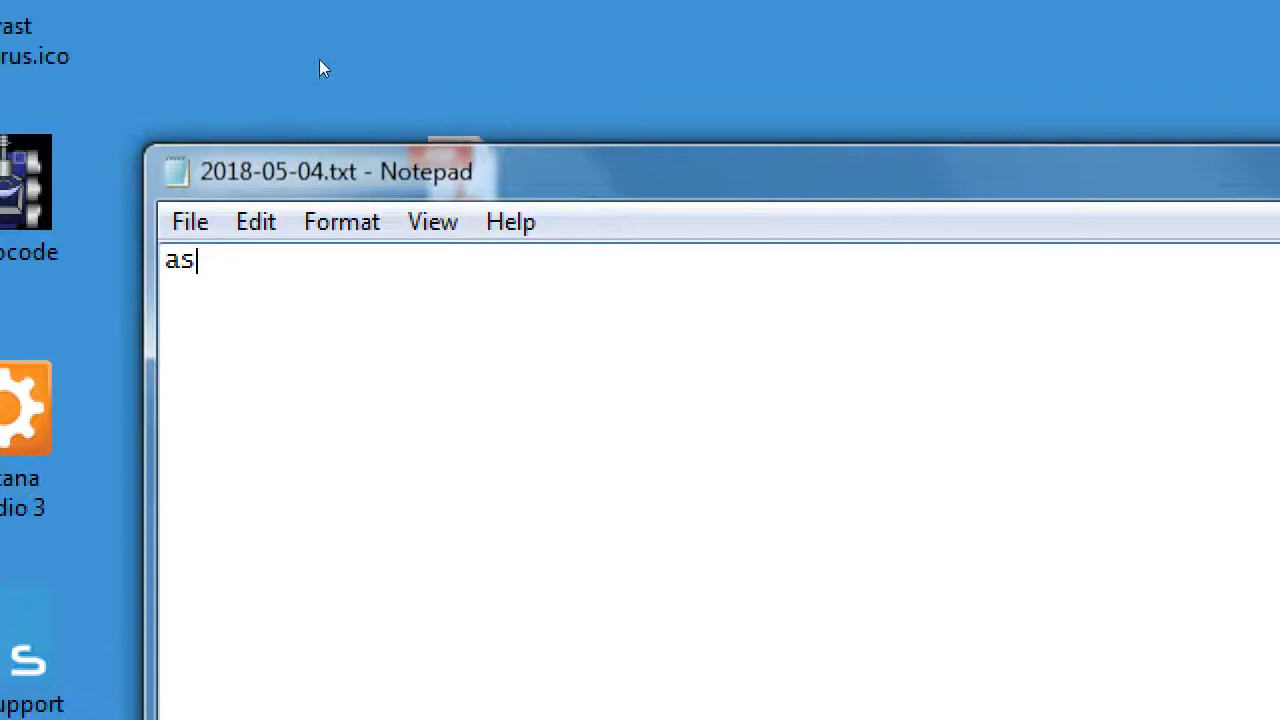 rast
rus.ico
2018-05-04.txt - Notepad
File Edit Format View Help
as
ocode
tana
dio 3
S
upport